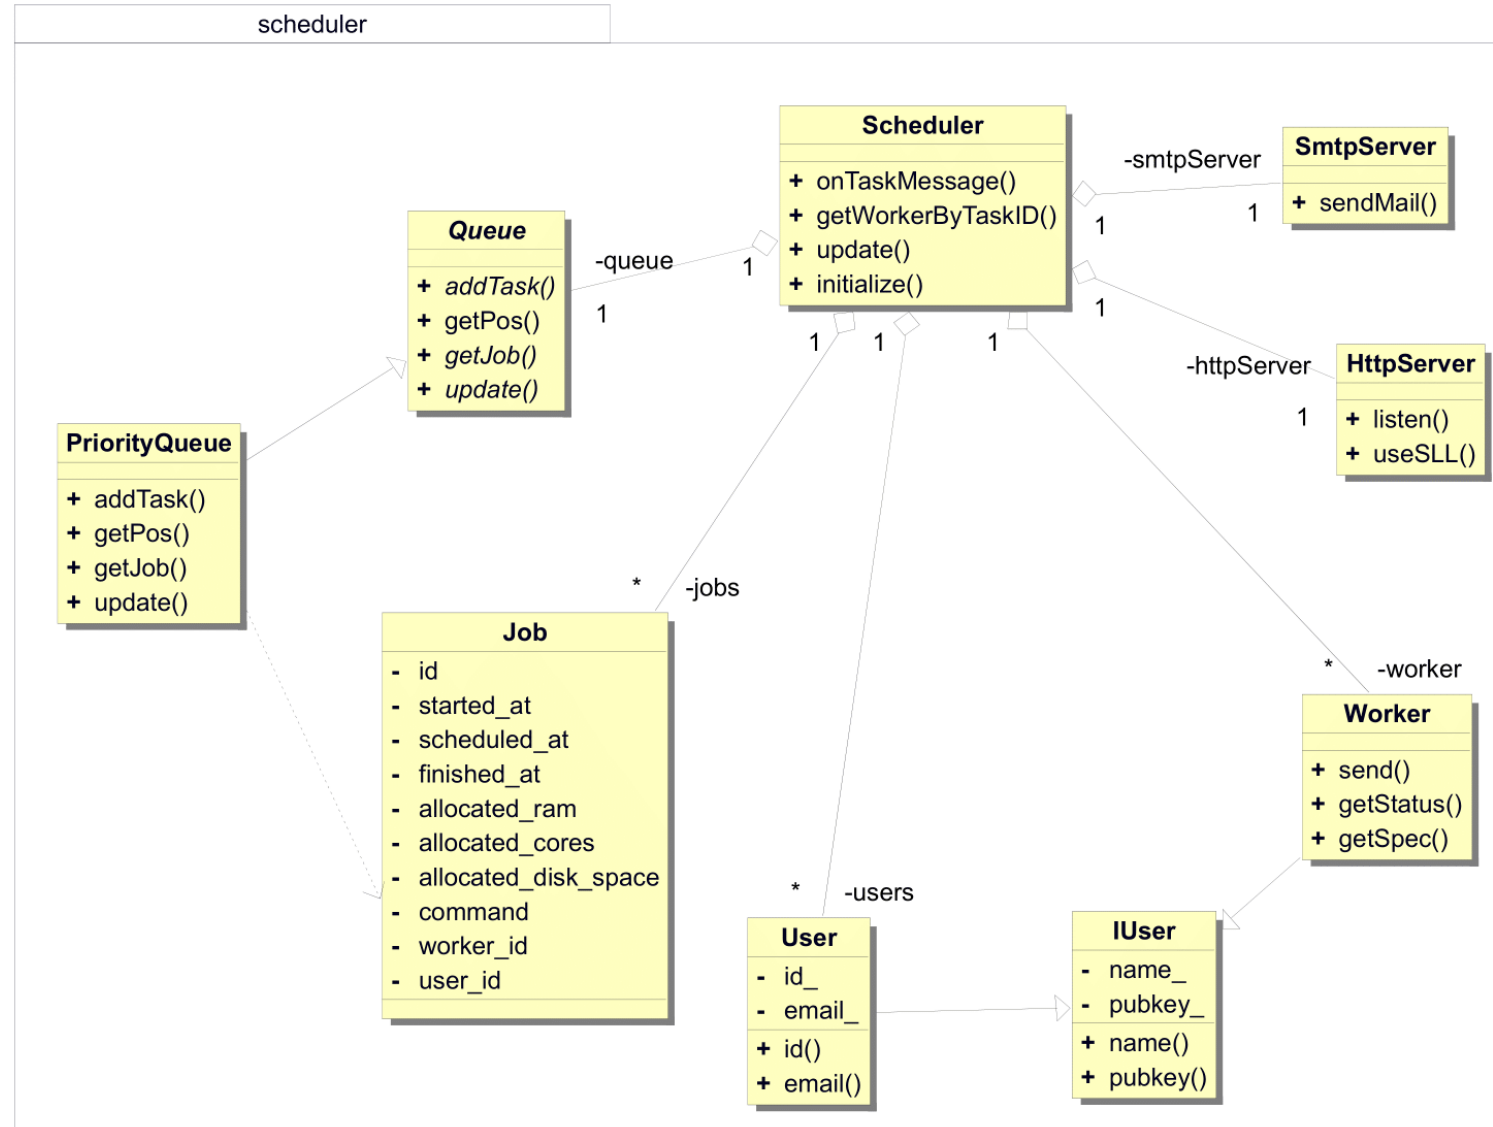 scheduler
Scheduler
+ onTaskMessage()
+ getWorkerByTaskID()
+ update()
+ initialize()
-smtpServer
1
1
SmtpServer
+ sendMail()
Queue
+ addTask()
+ getPos()
+ getJob()
+ update()
-queue
1
1
1
-httpServer
1
HttpServer
+ listen()
+ useSLL()
1
1
1
PriorityQueue
+ addTask()
+ getPos()
+ getJob()
+ update()
*
-jobs
Job
- id
- started_at
- scheduled_at
- finished_at
- allocated_ram
- allocated_cores
- allocated_disk_space
- command
- worker_id
- user_id
*
-worker
Worker
+ send()
+ getStatus()
+ getSpec()
*
-users
User
- id_
- email_
+ id()
+ email()
IUser
- name_
- pubkey_
+ name()
+ pubkey()